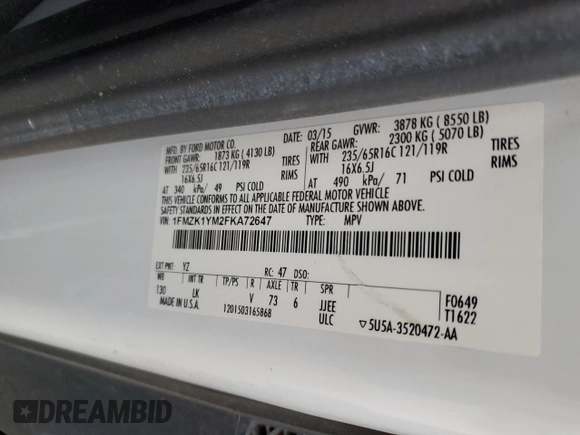 MFD. BY FORD MOTOR CO.
DATE: 03/15 GVWR: 3878 KG ( 8550 LB)
FRONT GAWR: 1873 KG ( 4130 LB) REAR GAWR: 2300 KG ( 5070 LB)
WITH 235/65R16C 121/119R TIRES WITH 235/65R16C 121/119R TIRES
16X6.5J RIMS 16X6.5J RIMS
AT 340 kPa/ 49 PSI COLD AT 490 kPa/ 71 PSI COLD
THIS VEHICLE CONFORMS TO ALL APPLICABLE FEDERAL MOTOR VEHICLE
SAFETY STANDARDS IN EFFECT ON THE DATE OF MANUFACTURE SHOWN ABOVE.
VIN: 1FMZK1YM2FKA72647 TYPE: MPV
EXT PNT: YZ RC: 47 DSO:
WB INT TR TP/PS R AXLE TR SPR
130 LK V 73 6 JJEE F0649
MADE IN U.S.A. 1201503165868 ULC 5U5A-3520472-AA T1622
DREAMBID